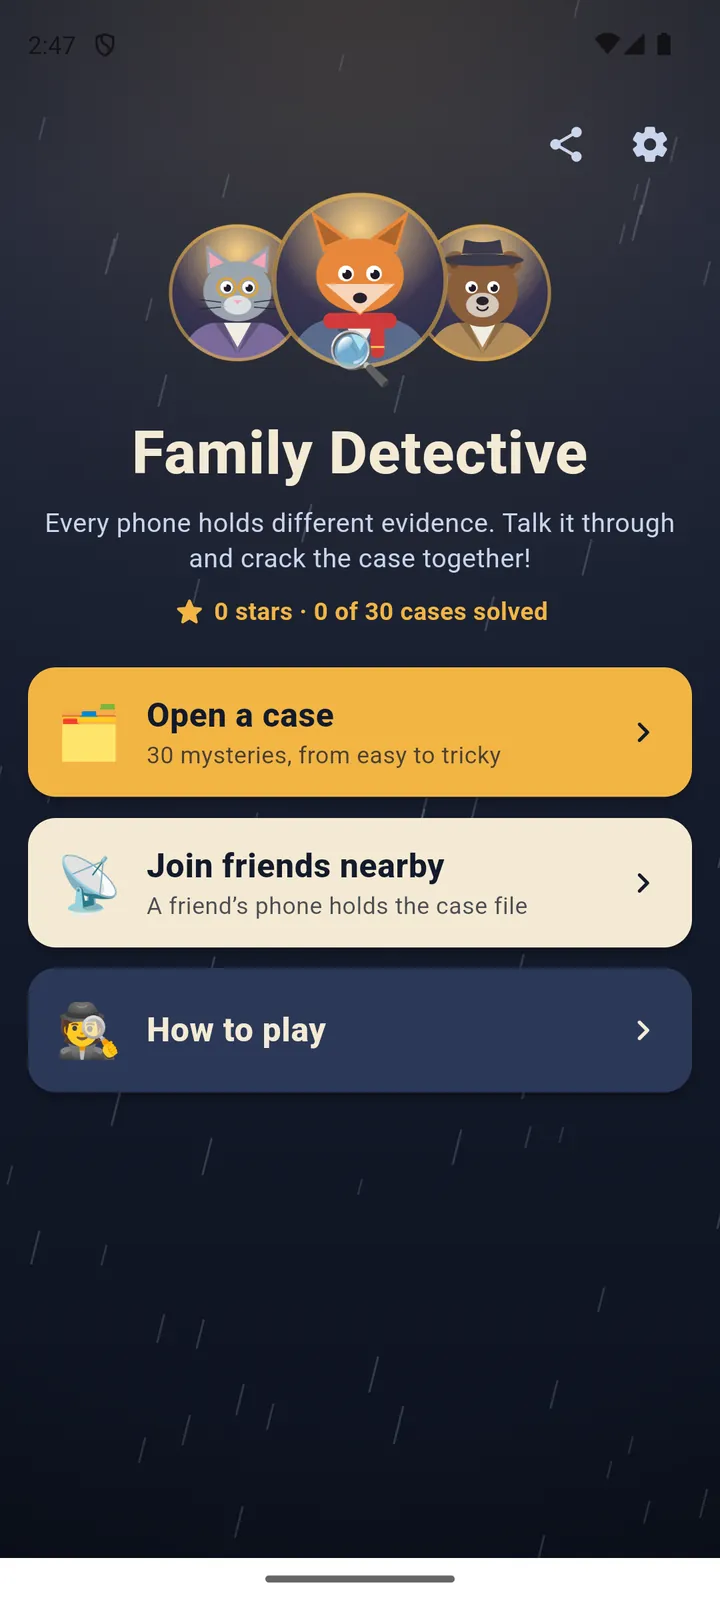 2:47
Family Detective
Every phone holds different evidence. Talk it through
and crack the case together!
0 stars · 0 of 30 cases solved
Open a case
30 mysteries, from easy to tricky
Join friends nearby
A friend’s phone holds the case file
How to play